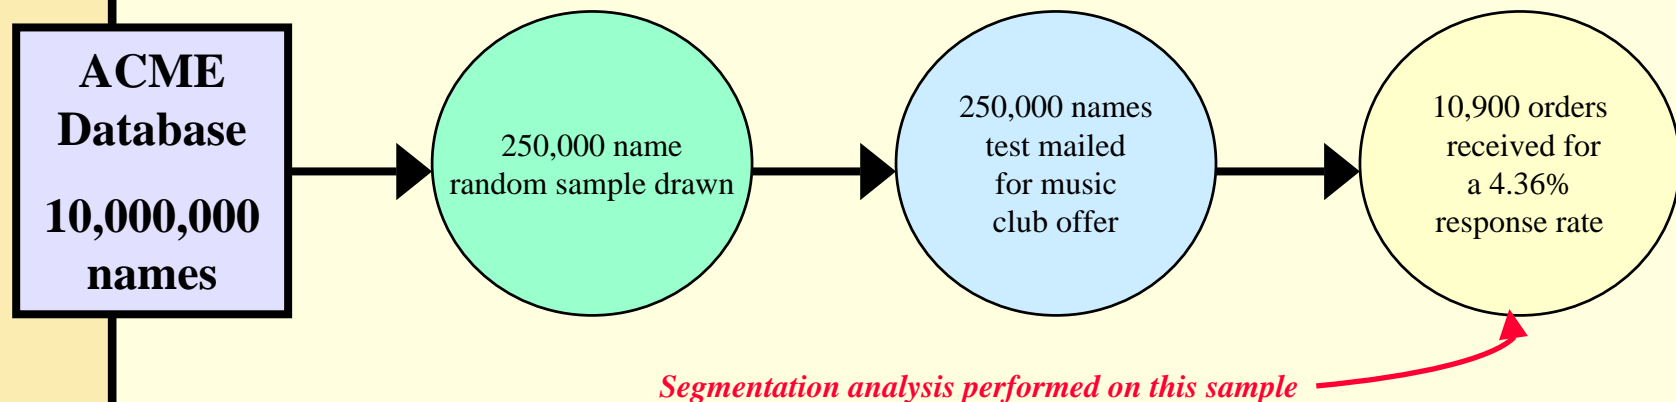 ACME
Database
10,000,000
names
250,000 name
random sample drawn
250,000 names
test mailed
for music
club offer
10,900 orders
received for
a 4.36%
response rate
Segmentation analysis performed on this sample